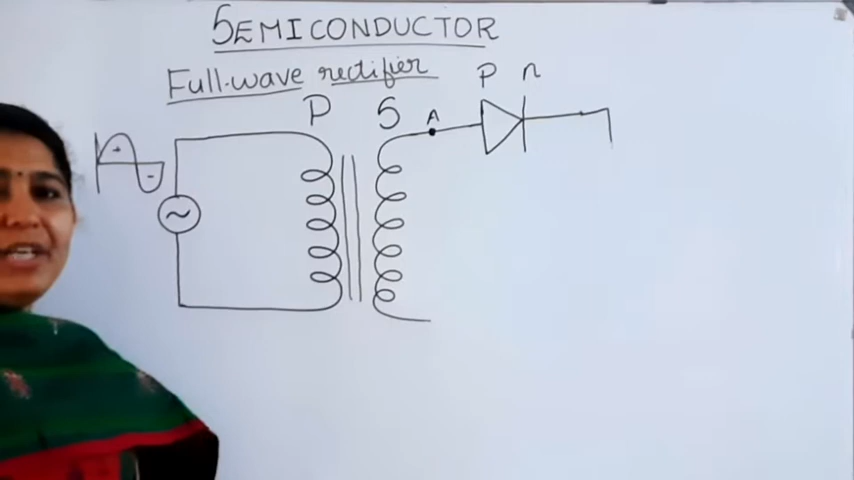 SEMICONDUCTOR
Full-wave rectifier
P S A P n
+
-
~